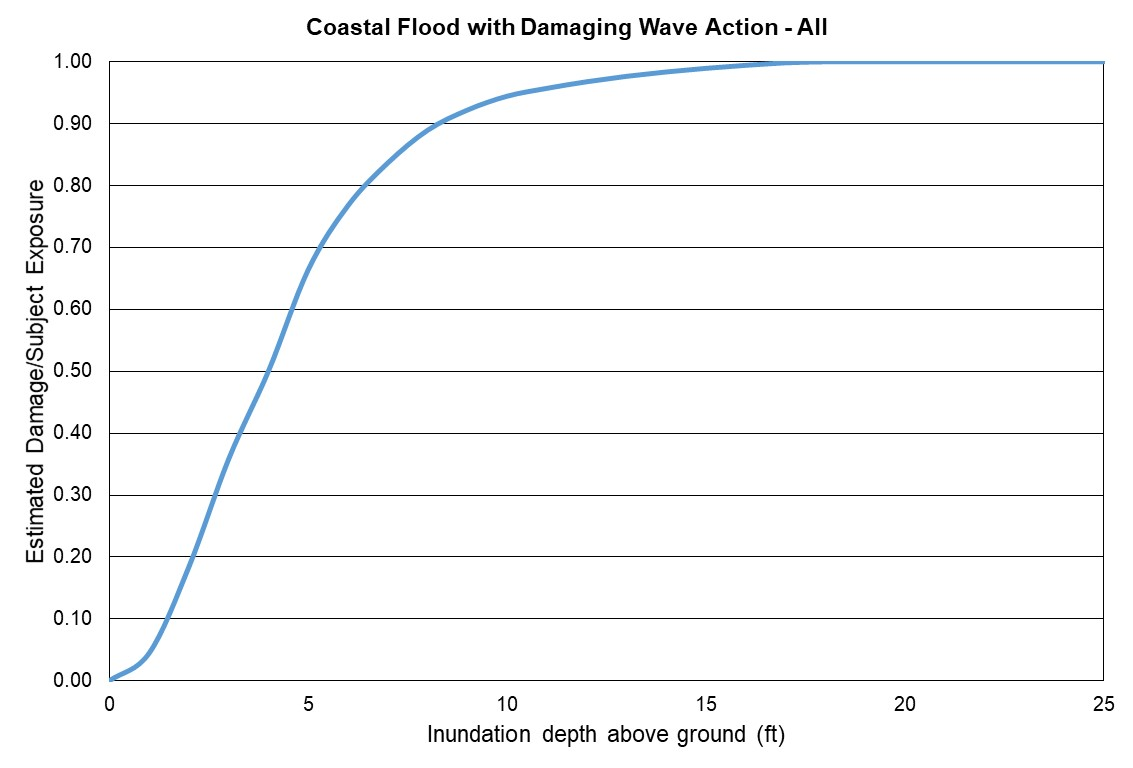 Coastal Flood with Damaging Wave Action - All
Estimated Damage/Subject Exposure
1.00
0.90
0.80
0.70
0.60
0.50
0.40
0.30
0.20
0.10
0.00
0 5 10 15 20 25
Inundation depth above ground (ft)